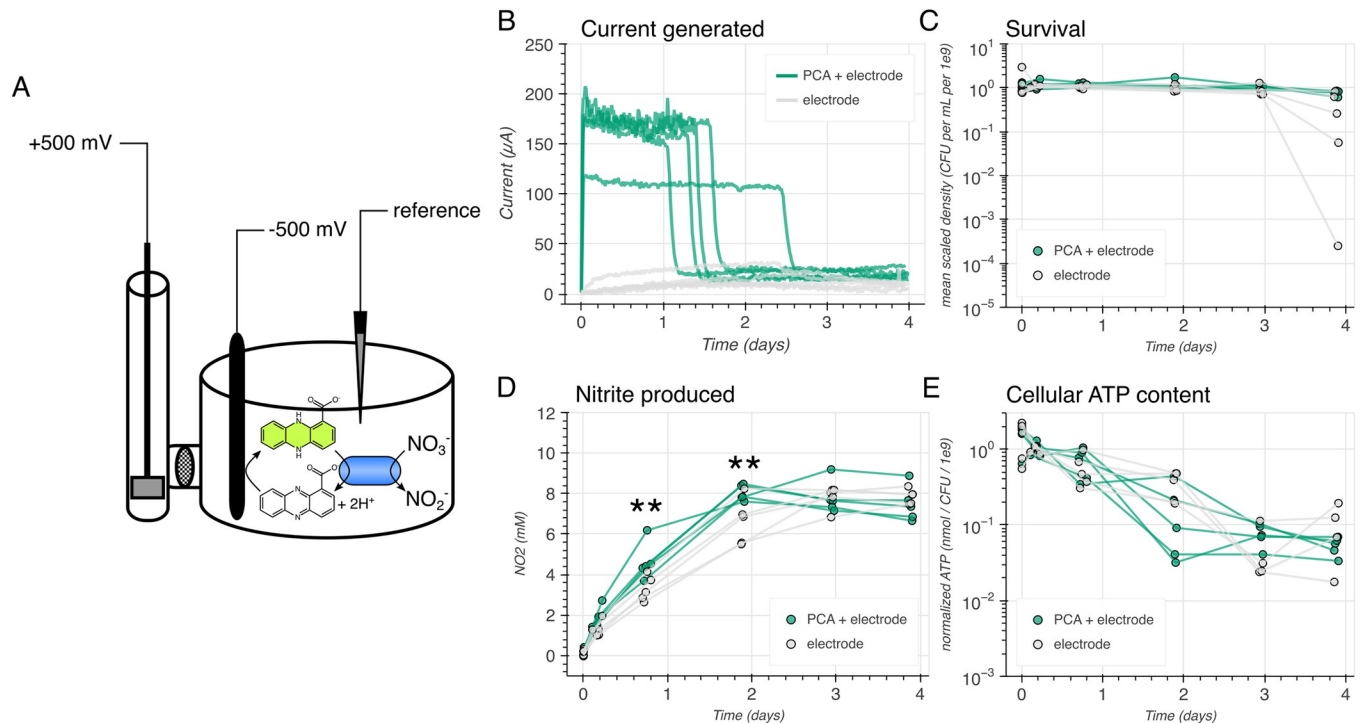 A
+500 mV
-500 mV
reference
O
O-
H
N
N
H
NO3-
O
O-
N
N
+ 2H+
NO2-
B
Current generated
250
200
150
100
50
0
Current (µA)
PCA + electrode
electrode
0
1
2
3
4
Time (days)
C
Survival
10^1
10^0
10^−1
10^−2
10^−3
10^−4
10^−5
mean scaled density (CFU per mL per 1e9)
PCA + electrode
electrode
0
1
2
3
4
Time (days)
D
Nitrite produced
12
10
8
6
4
2
0
NO2 (mM)
**
**
PCA + electrode
electrode
0
1
2
3
4
Time (days)
E
Cellular ATP content
10^0
10^−1
10^−2
10^−3
normalized ATP (nmol / CFU / 1e9)
PCA + electrode
electrode
0
1
2
3
4
Time (days)